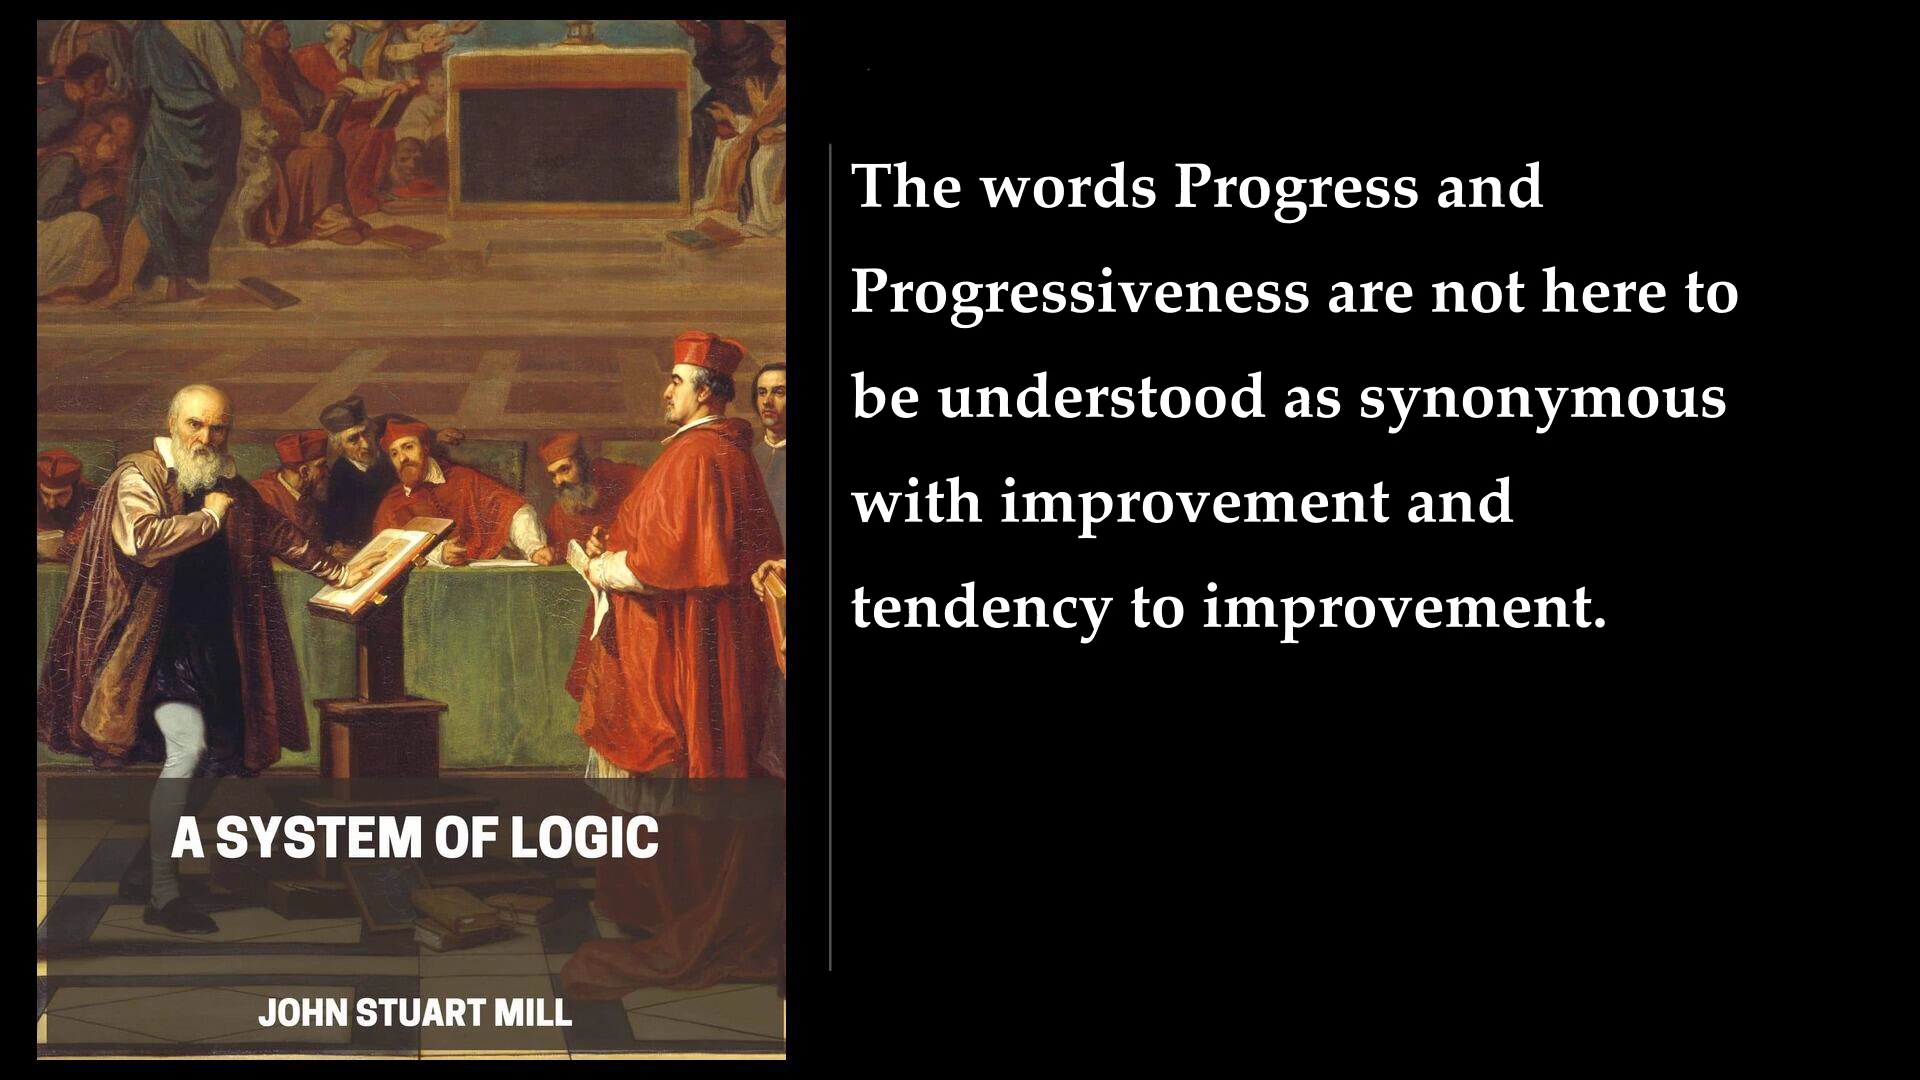 A SYSTEM OF LOGIC
JOHN STUART MILL
The words Progress and
Progressiveness are not here to
be understood as synonymous
with improvement and
tendency to improvement.